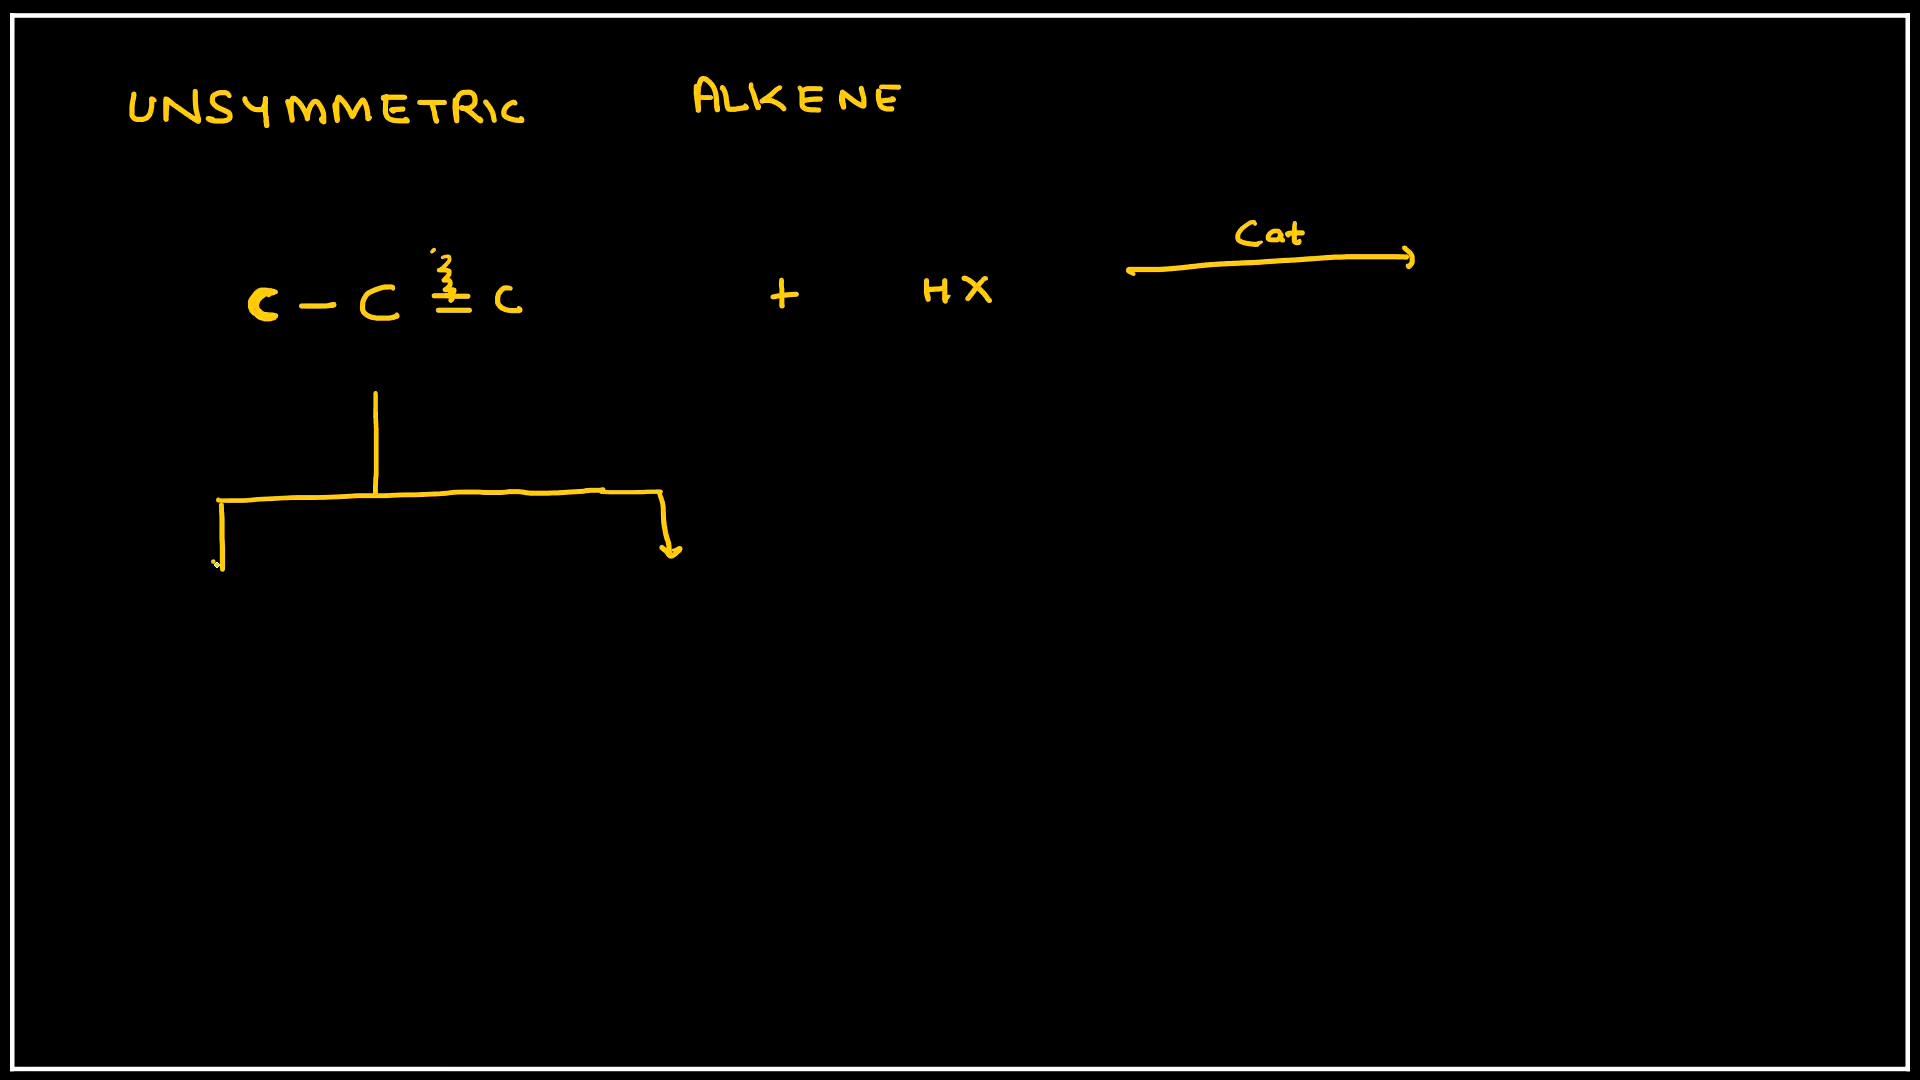 UNSYMMETRIC ALKENE
Cat
C - C = C + HX